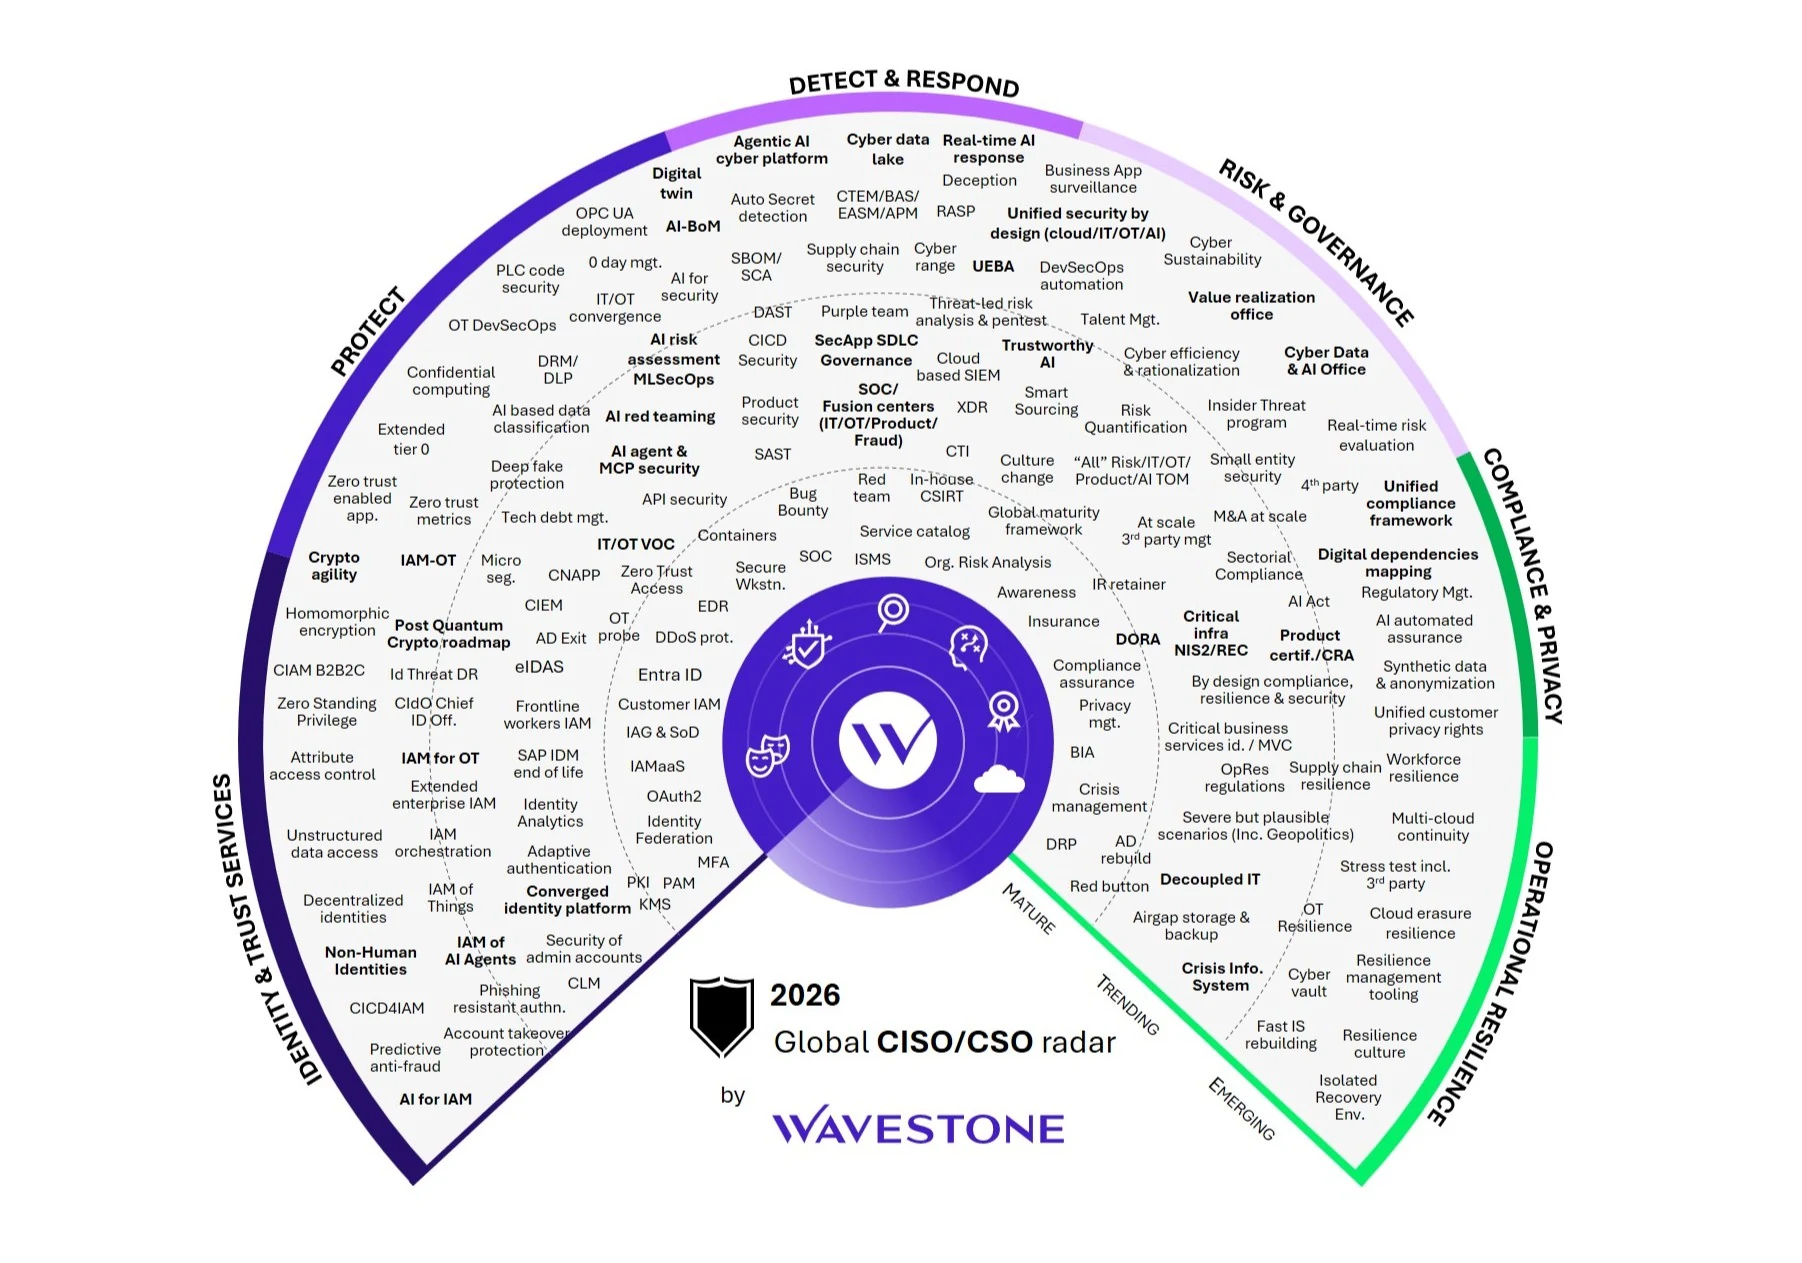 DETECT & RESPOND
RISK & GOVERNANCE
COMPLIANCE & PRIVACY
OPERATIONAL RESILIENCE
PROTECT
IDENTITY & TRUST SERVICES
Agentic AI
cyber platform
Cyber data
lake
Real-time AI
response
Digital
twin
Auto Secret
detection
CTEM/BAS/
EASM/APM
Deception
RASP
Business App
surveillance
OPC UA
deployment
AI-BoM
Unified security by
design (cloud/IT/OT/AI)
PLC code
security
0 day mgt.
AI for
security
SBOM/
SCA
Supply chain
security
Cyber
range
UEBA
DevSecOps
automation
Cyber
Sustainability
OT DevSecOps
IT/OT
convergence
DAST
Purple team
Threat-led risk
analysis & pentest
Talent Mgt.
Value realization
office
AI risk
assessment
MLSecOps
CICD
Security
SecApp SDLC
Governance
Cloud
based SIEM
Trustworthy
AI
Cyber efficiency
& rationalization
Cyber Data
& AI Office
Confidential
computing
DRM/
DLP
AI based data
classification
AI red teaming
Product
security
SOC/
Fusion centers
(IT/OT/Product/
Fraud)
XDR
Smart
Sourcing
Risk
Quantification
Insider Threat
program
Real-time risk
evaluation
Extended
tier 0
Deep fake
protection
AI agent &
MCP security
SAST
CTI
Culture
change
“All” Risk/IT/OT/
Product/AI TOM
Small entity
security
4th party
Unified
compliance
framework
Zero trust
enabled
app.
Zero trust
metrics
Tech debt mgt.
API security
Bug
Bounty
Red
team
In-house
CSIRT
Global maturity
framework
At scale
3rd party mgt
M&A at scale
Crypto
agility
IAM-OT
Micro
seg.
CNAPP
IT/OT VOC
Zero Trust
Access
Containers
Secure
Wkstn.
SOC
Service catalog
ISMS
Org. Risk Analysis
Awareness
IR retainer
Sectorial
Compliance
Digital dependencies
mapping
Regulatory Mgt.
Homomorphic
encryption
Post Quantum
Crypto roadmap
CIEM
AD Exit
OT
probe
EDR
DDoS prot.
Insurance
DORA
Critical
infra
NIS2/REC
AI Act
Product
certif./CRA
AI automated
assurance
CIAM B2B2C
Id Threat DR
eIDAS
Entra ID
Compliance
assurance
By design compliance,
resilience & security
Synthetic data
& anonymization
Zero Standing
Privilege
CIdO Chief
ID Off.
Frontline
workers IAM
Customer IAM
IAG & SoD
Privacy
mgt.
Critical business
services id. / MVC
Unified customer
privacy rights
Attribute
access control
IAM for OT
SAP IDM
end of life
IAMaaS
BIA
OpRes
regulations
Supply chain
resilience
Workforce
resilience
Extended
enterprise IAM
Identity
Analytics
OAuth2
Crisis
management
Severe but plausible
scenarios (Inc. Geopolitics)
Multi-cloud
continuity
Unstructured
data access
IAM
orchestration
Adaptive
authentication
Identity
Federation
MFA
DRP
AD
rebuild
Stress test incl.
3rd party
Decentralized
identities
IAM of
Things
Converged
identity platform
PKI
PAM
KMS
Red button
Decoupled IT
Airgap storage &
backup
OT
Resilience
Cloud erasure
resilience
Non-Human
Identities
IAM of
AI Agents
Security of
admin accounts
CLM
Crisis Info.
System
Cyber
vault
Resilience
management
tooling
CICD4IAM
Phishing
resistant authn.
Fast IS
rebuilding
Resilience
culture
Predictive
anti-fraud
Account takeover
protection
AI for IAM
Isolated
Recovery
Env.
MATURE
TRENDING
EMERGING
2026
Global CISO/CSO radar
by
WAVESTONE